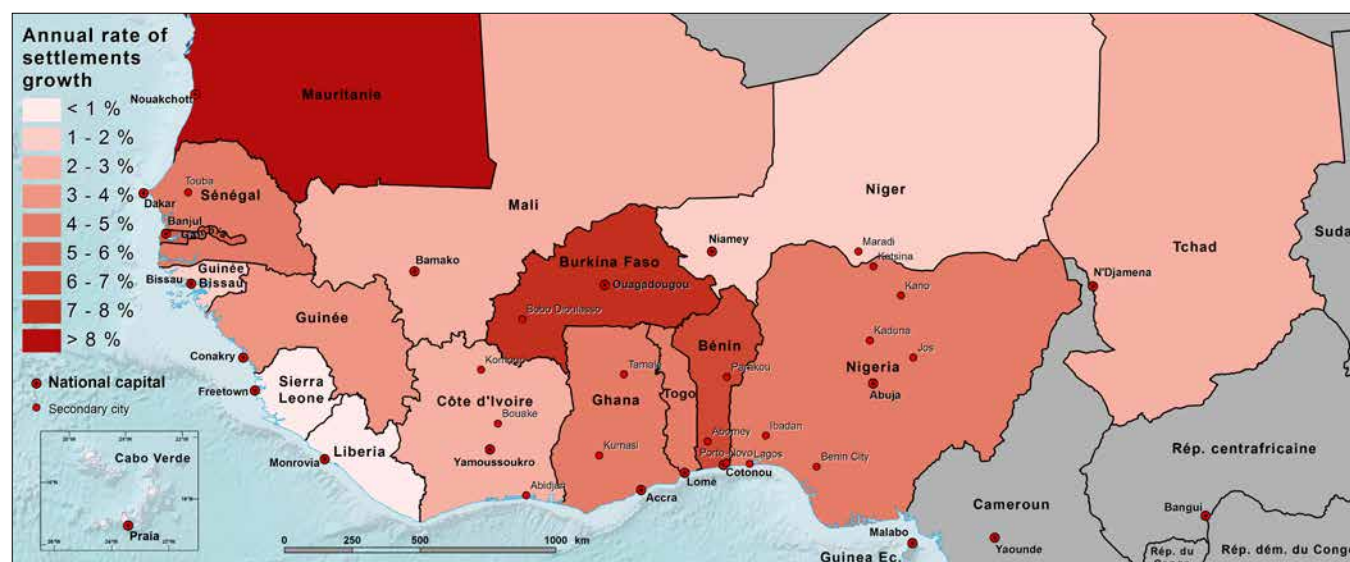 Annual rate of
settlements
growth
< 1 %
1 - 2 %
2 - 3 %
3 - 4 %
4 - 5 %
5 - 6 %
6 - 7 %
7 - 8 %
> 8 %
National capital
Secondary city
Nouakchott
Mauritanie
Touba
Sénégal
Dakar
Banjul
Mali
Niger
Tchad
Niamey
Maradi
Katsina
Bamako
Burkina Faso
Ouagadougou
Bobo Dioulasso
N'Djamena
Guinée
Bissau
Bissau
Kano
Guinée
Kaduna
Jos
Nigeria
Abuja
Conakry
Freetown
Sierra
Leone
Tamale
Bénin
Parakou
Côte d'Ivoire
Bouake
Ghana
Togo
Liberia
Monrovia
Yamoussoukro
Kumasi
Abomey
Ibadan
Porto-Novo
Lagos
Cotonou
Benin City
Lome
Abidjan
Accra
Rép. centrafricaine
Cameroun
Bangui
Malabo
Yaounde
Guinea Ec.
Rép. du
Rép. dém. du Congo
Cabo Verde
Praia
0
250
500
1000
km